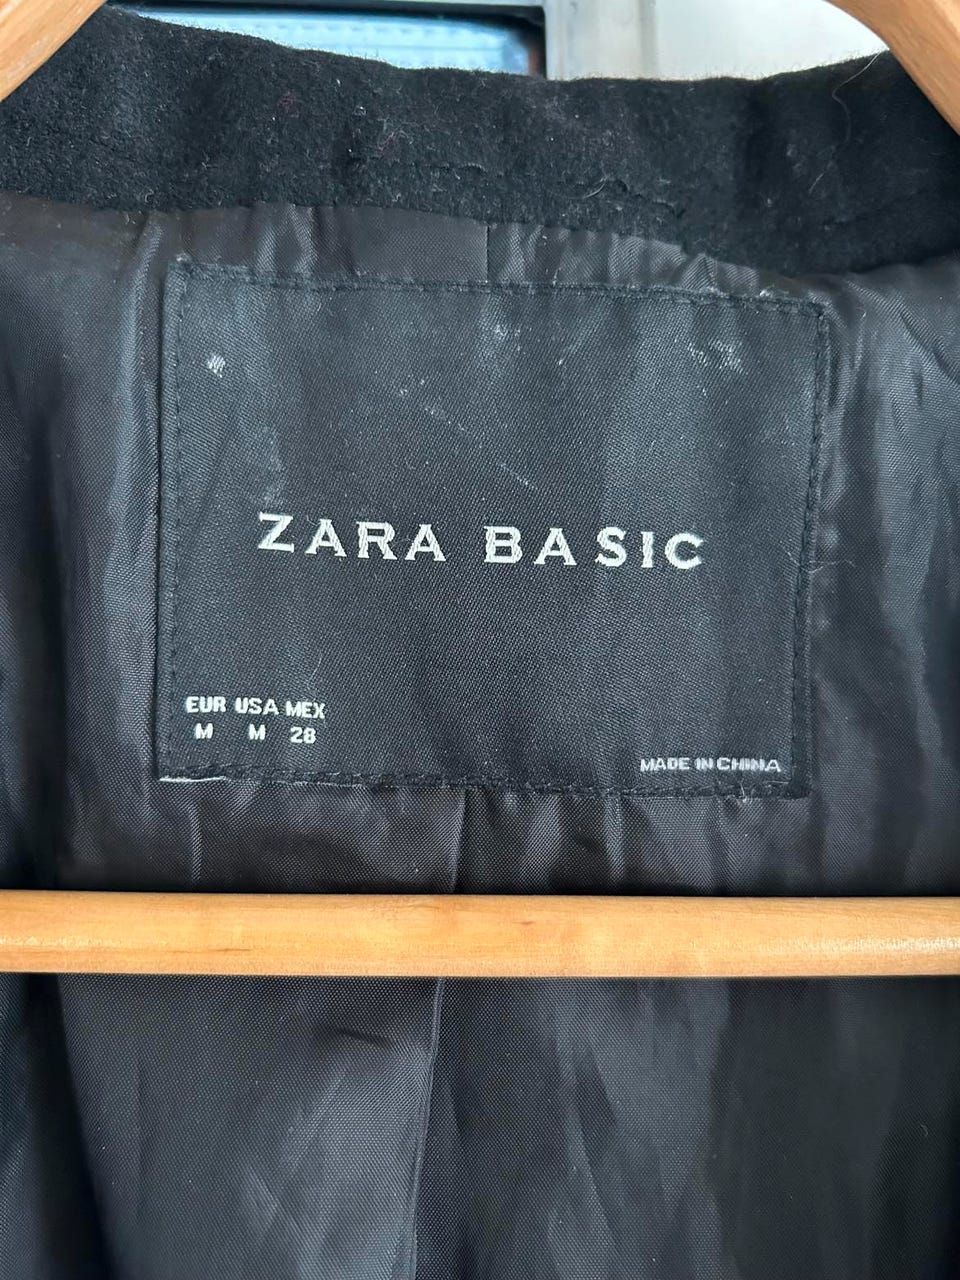 ZARA BASIC
EUR USA MEX
M M 28
MADE IN CHINA